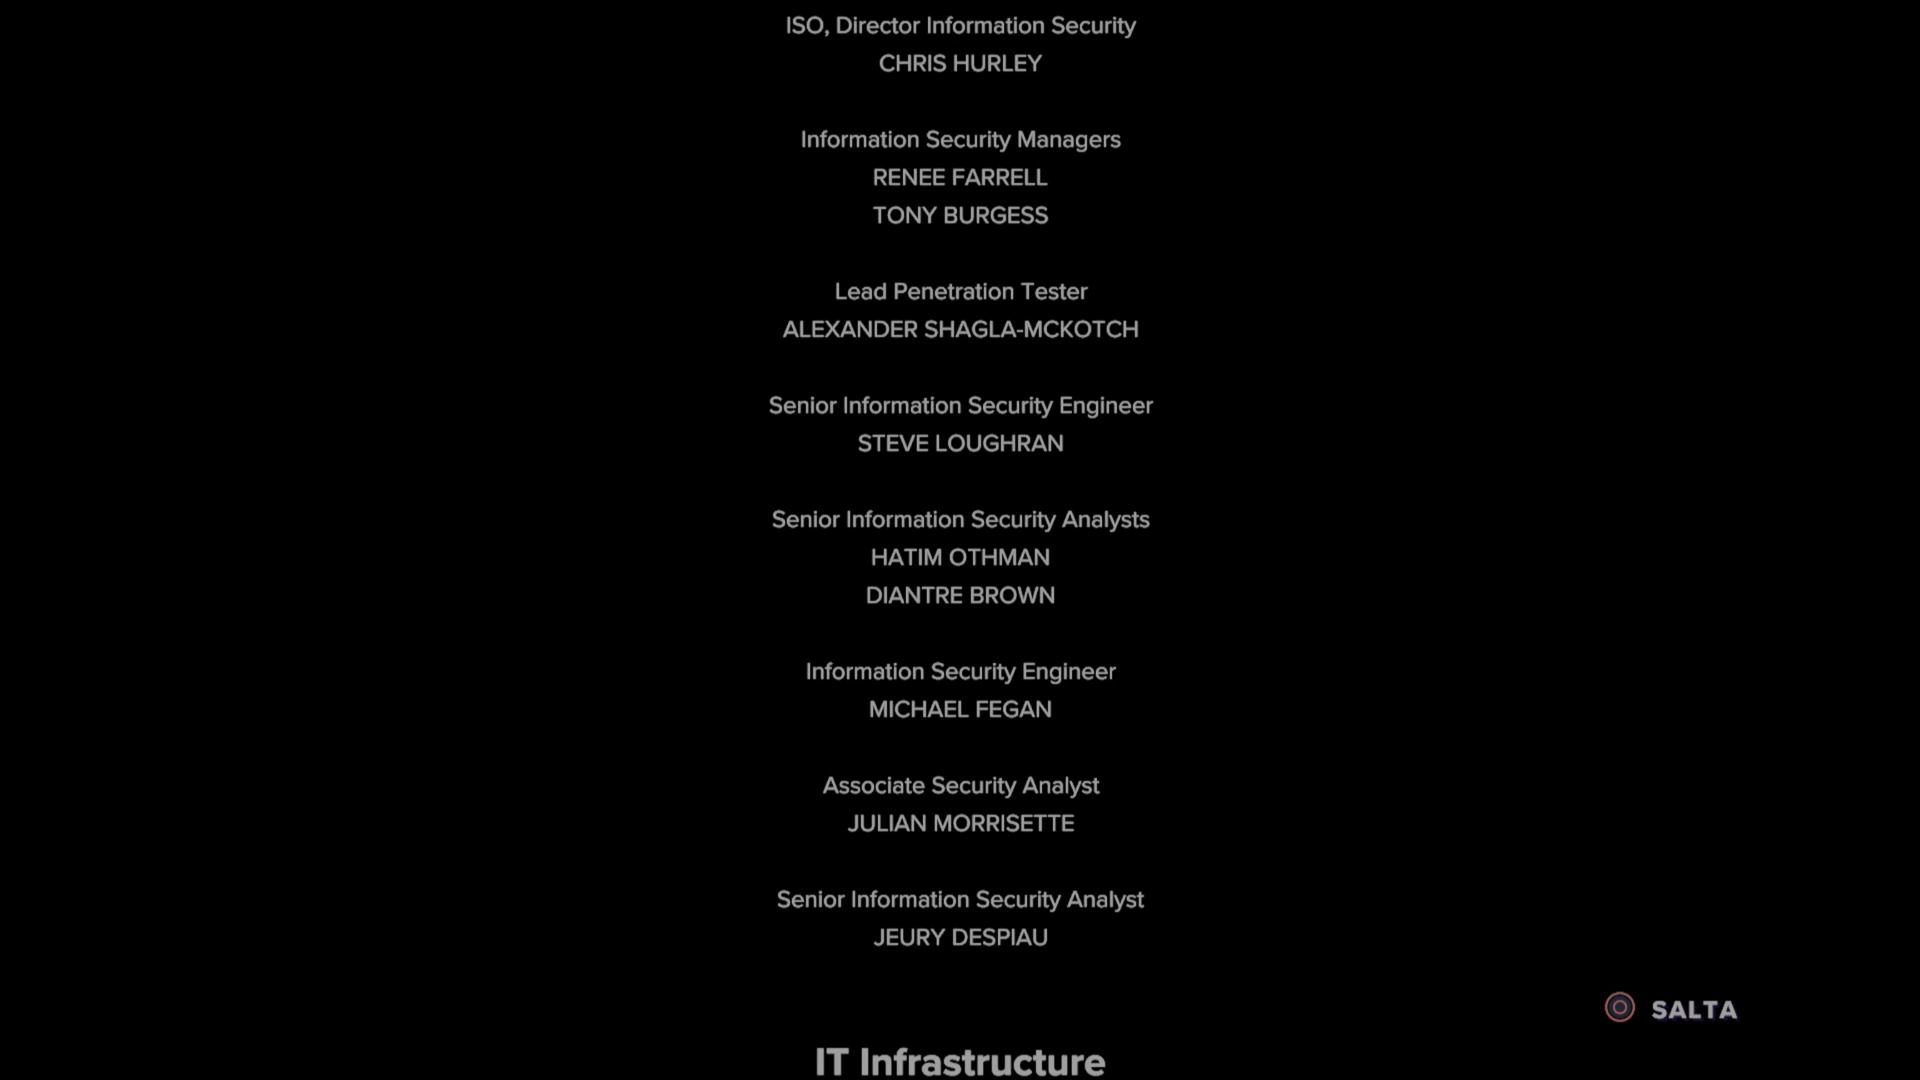 ISO, Director Information Security
CHRIS HURLEY
Information Security Managers
RENEE FARRELL
TONY BURGESS
Lead Penetration Tester
ALEXANDER SHAGLA-MCKOTCH
Senior Information Security Engineer
STEVE LOUGHRAN
Senior Information Security Analysts
HATIM OTHMAN
DIANTRE BROWN
Information Security Engineer
MICHAEL FEGAN
Associate Security Analyst
JULIAN MORRISETTE
Senior Information Security Analyst
JEURY DESPIAU
SALTA
IT Infrastructure